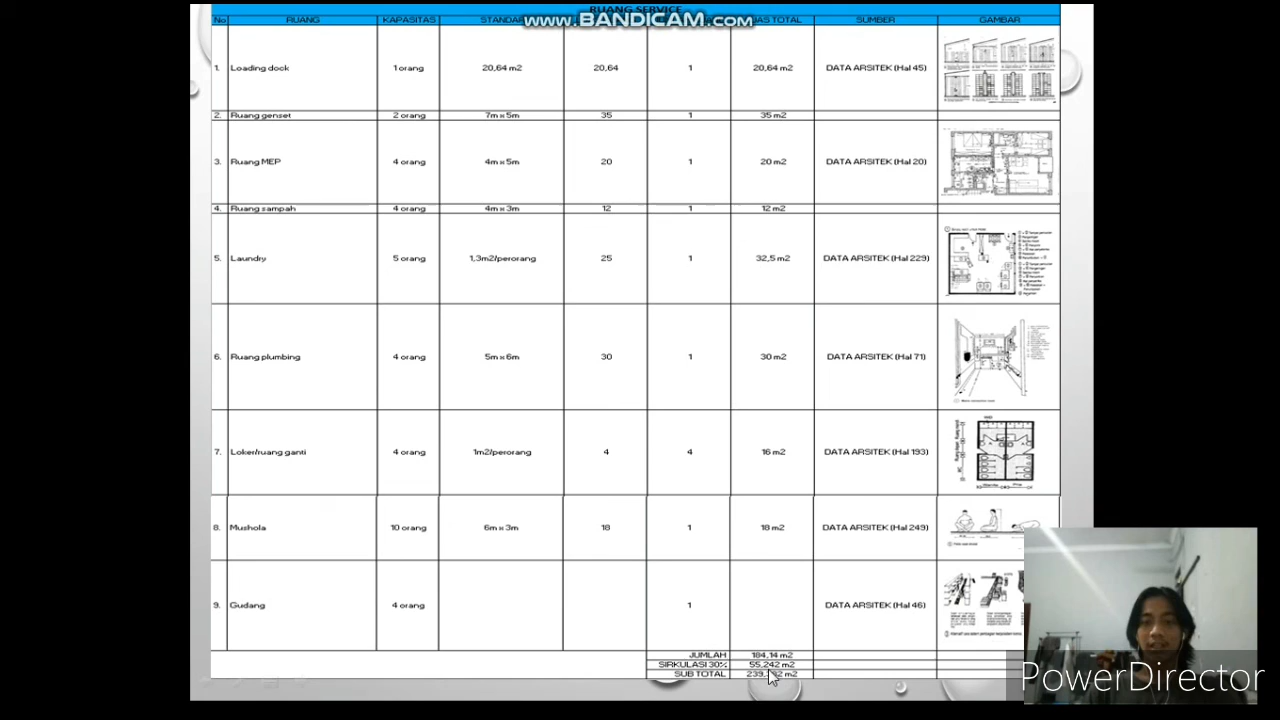 RUANG SERVICE
www.BANDICAM.com
No RUANG KAPASITAS SUMBER GAMBAR
1. Loading dock 1 orang 20,64 m2 20,64 1 20,64 m2 DATA ARSITEK (Hal 45)
2. Ruang genset 2 orang 7m x 5m 35 1 35 m2
3. Ruang MEP 4 orang 4m x 5m 20 1 20 m2 DATA ARSITEK (Hal 20)
4. Ruang sampah 4 orang 4m x 3m 12 1 12 m2
5. Laundry 5 orang 1,3m2/perorang 25 1 32,5 m2 DATA ARSITEK (Hal 229)
6. Ruang plumbing 4 orang 5m x 6m 30 1 30 m2 DATA ARSITEK (Hal 71)
7. Loker/ruang ganti 4 orang 1m2/perorang 4 4 16 m2 DATA ARSITEK (Hal 193)
8. Mushola 10 orang 6m x 3m 18 1 18 m2 DATA ARSITEK (Hal 249)
9. Gudang 4 orang 1 DATA ARSITEK (Hal 46)
JUMLAH 184,14 m2
SIRKULASI 30% 55,242 m2
SUB TOTAL m2
PowerDirector